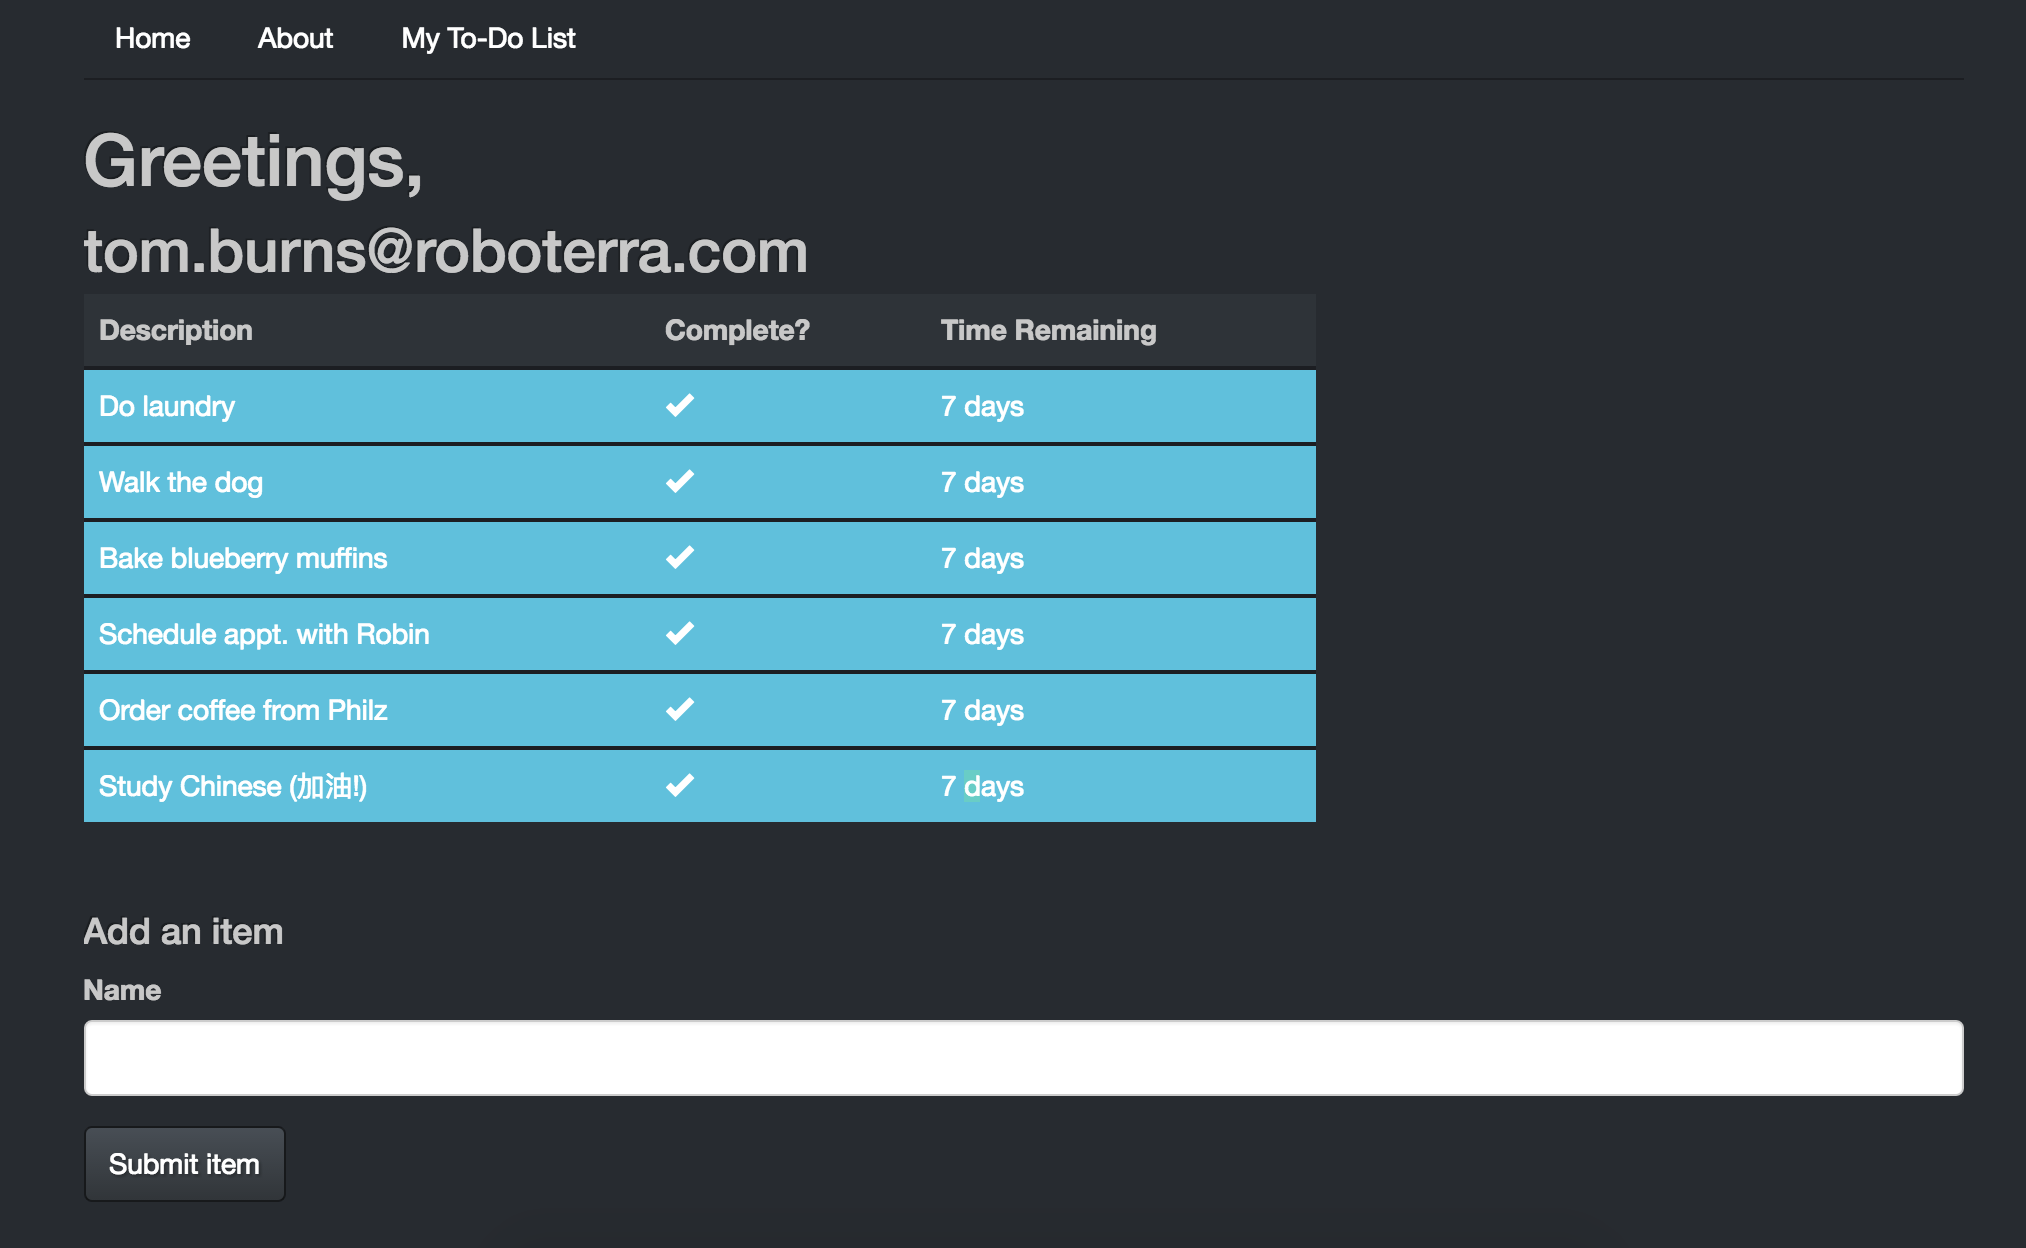 Home About My To-Do List
Greetings,
tom.burns@roboterra.com
Description Complete? Time Remaining
Do laundry 7 days
Walk the dog 7 days
Bake blueberry muffins 7 days
Schedule appt. with Robin 7 days
Order coffee from Philz 7 days
Study Chinese (加油!) 7 days
Add an item
Name
Submit item